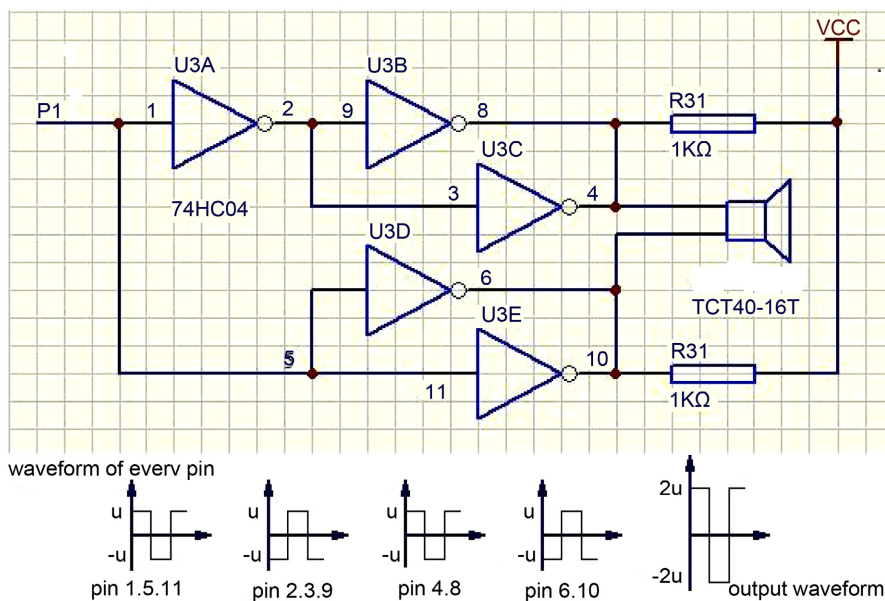 VCC
U3A
U3B
P1
1
2
9
8
R31
1KΩ
U3C
3
4
74HC04
U3D
6
TCT40-16T
U3E
5
11
10
R31
1KΩ
waveform of everv pin
u
-u
pin 1.5.11
u
-u
pin 2.3.9
u
-u
pin 4.8
u
-u
pin 6.10
2u
-2u
output waveform